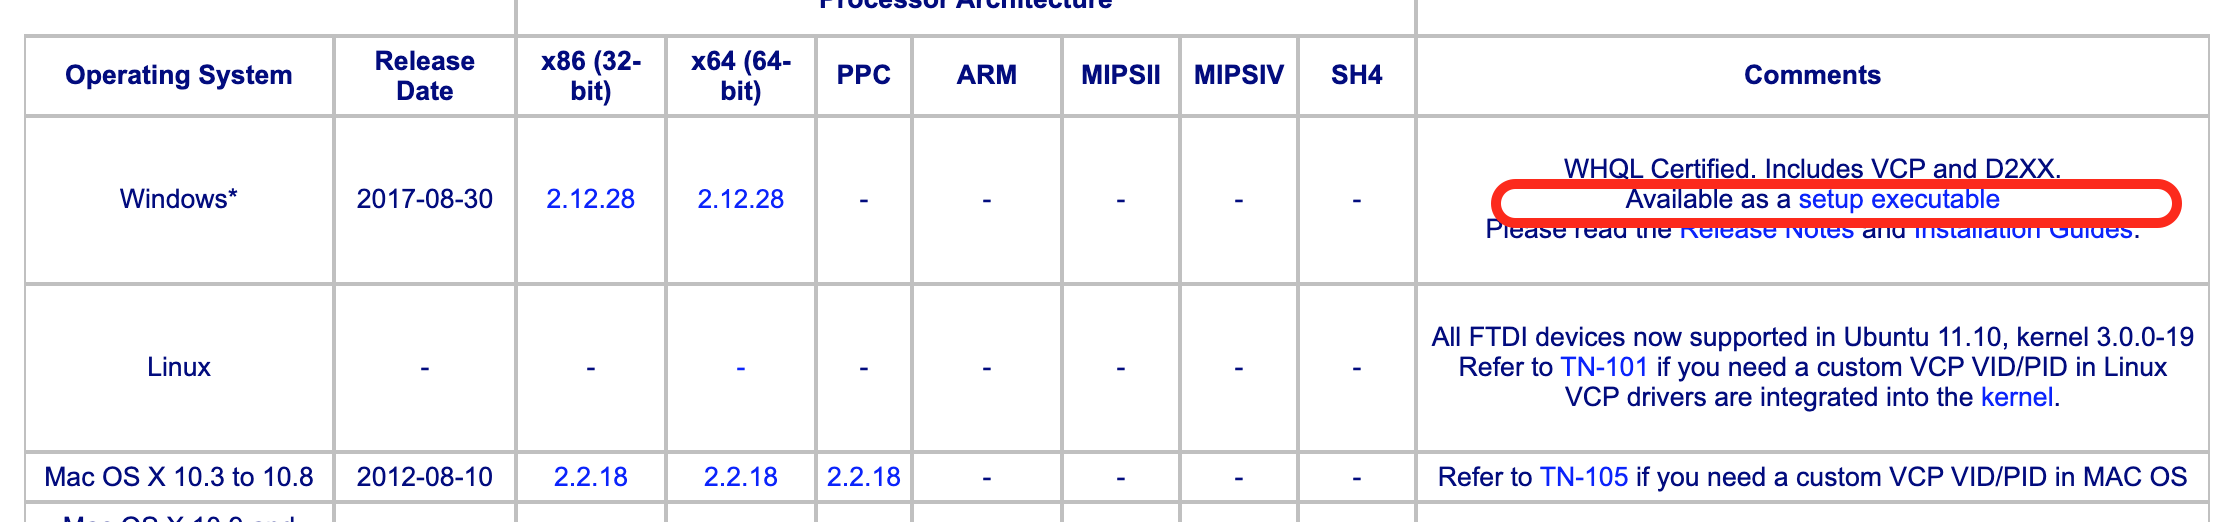 Processor Architecture
Operating System
Release
Date
x86 (32-
bit)
x64 (64-
bit)
PPC
ARM
MIPSII
MIPSIV
SH4
Comments
Windows*
2017-08-30
2.12.28
2.12.28
-
-
-
-
-
WHQL Certified. Includes VCP and D2XX.
Available as a setup executable
Please read the Release Notes and Installation Guides.
Linux
-
-
-
-
-
-
-
-
All FTDI devices now supported in Ubuntu 11.10, kernel 3.0.0-19
Refer to TN-101 if you need a custom VCP VID/PID in Linux
VCP drivers are integrated into the kernel.
Mac OS X 10.3 to 10.8
2012-08-10
2.2.18
2.2.18
2.2.18
-
-
-
-
Refer to TN-105 if you need a custom VCP VID/PID in MAC OS
Mac OS X 10.9 and